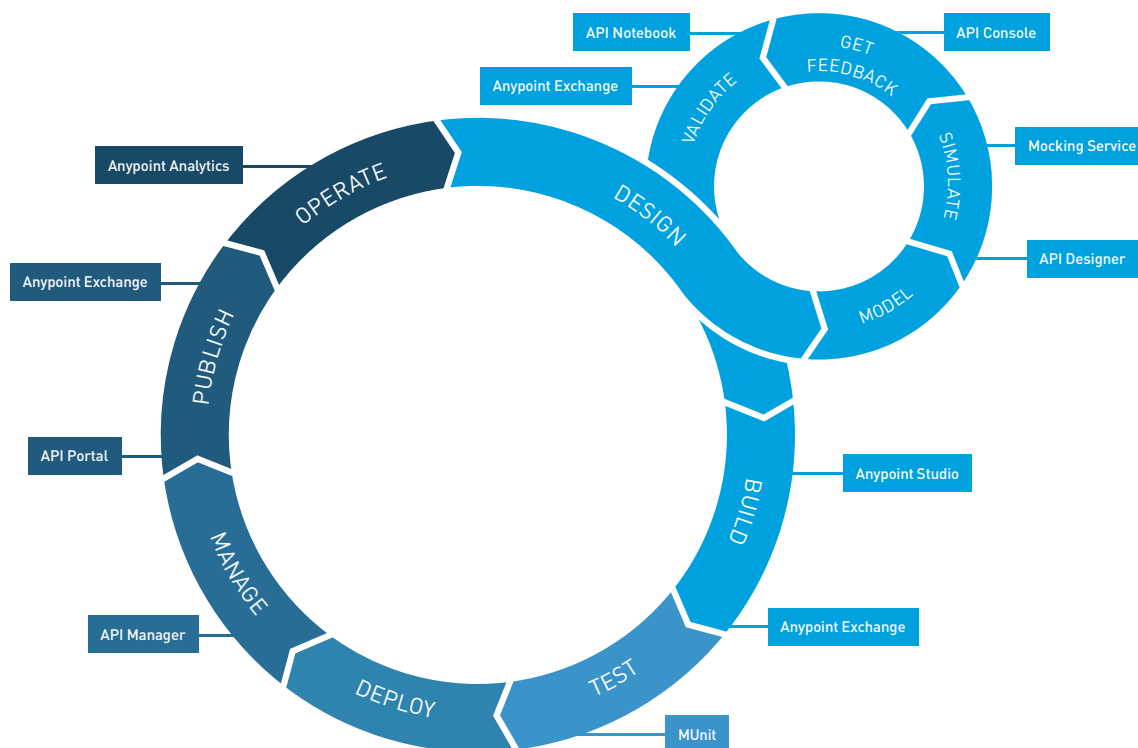 API Notebook
API Console
GET
FEEDBACK
Anypoint Exchange
VALIDATE
Mocking Service
SIMULATE
Anypoint Analytics
OPERATE
DESIGN
API Designer
MODEL
Anypoint Exchange
PUBLISH
API Portal
Anypoint Studio
BUILD
MANAGE
API Manager
Anypoint Exchange
TEST
DEPLOY
MUnit